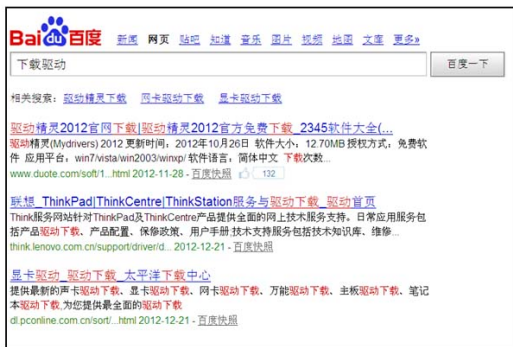 Bai du 百度 新闻 网页 贴吧 知道 音乐 图片 视频 地图 文库 更多»
下载驱动 百度一下
相关搜索: 驱动精灵下载 网卡驱动下载 显卡驱动下载
驱动精灵2012官网下载|驱动精灵2012官方免费下载_2345软件大全(...
驱动精灵(Mydrivers) 2012 更新时间: 2012年10月26日 软件大小: 12.70MB 授权方式: 免费软
件 应用平台: win7/vista/win2003/winxp/ 软件语言: 简体中文 下载次数...
www.duote.com/soft/1...html 2012-11-28 - 百度快照 132
联想_ThinkPad|ThinkCentre|ThinkStation服务与驱动下载_驱动首页
Think服务网站针对ThinkPad及ThinkCentre产品提供全面的网上技术服务支持。日常应用服务包
括产品驱动下载、产品配置、保修政策、用户手册,技术支持服务包括技术知识库、维修...
think.lenovo.com.cn/support/driver/d... 2012-12-21 - 百度快照
显卡驱动_驱动下载_太平洋下载中心
提供最新的声卡驱动下载、显卡驱动下载、网卡驱动下载、万能驱动下载、主板驱动下载、笔记
本驱动下载,为您提供最全面的驱动下载
dl.pconline.com.cn/sort/...html 2012-12-21 - 百度快照